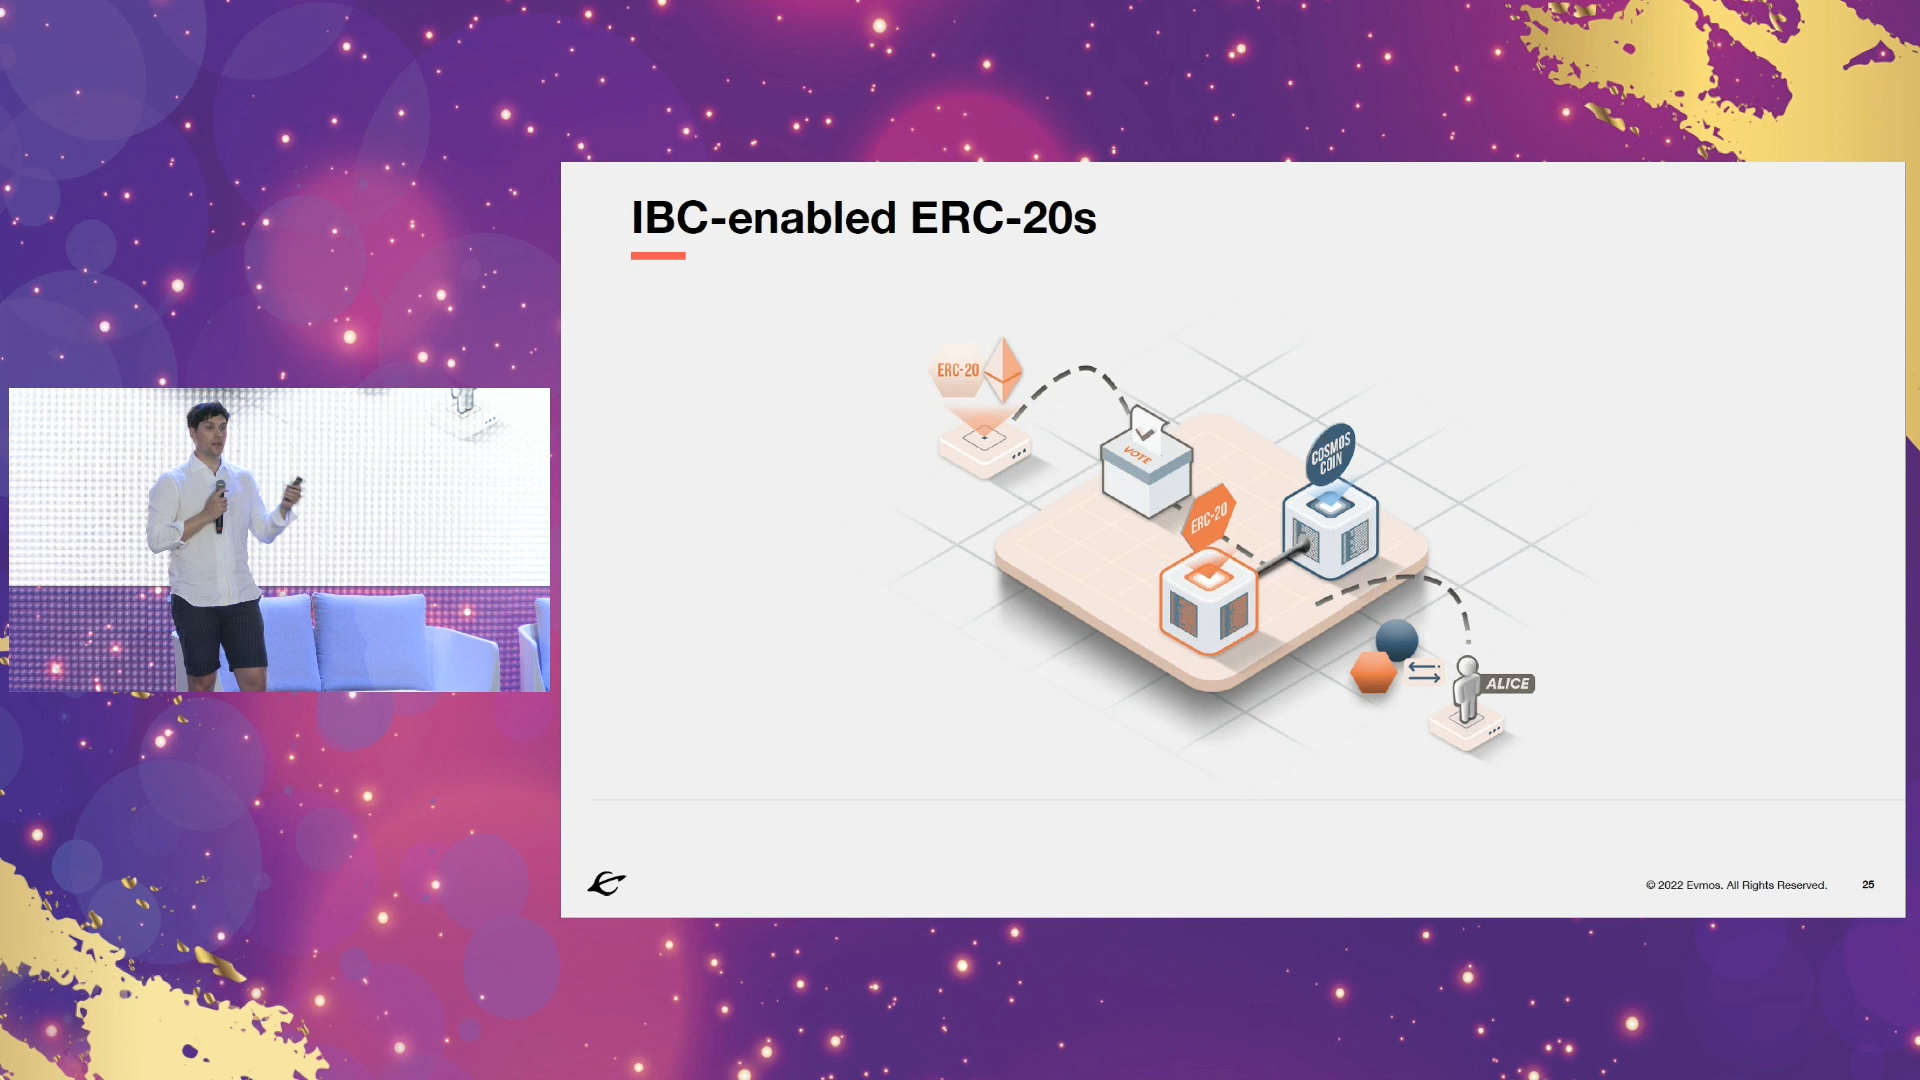 IBC-enabled ERC-20s
ERC-20
VOTE
COSMOS
COIN
ERC-20
ALICE
© 2022 Evmos. All Rights Reserved.
25